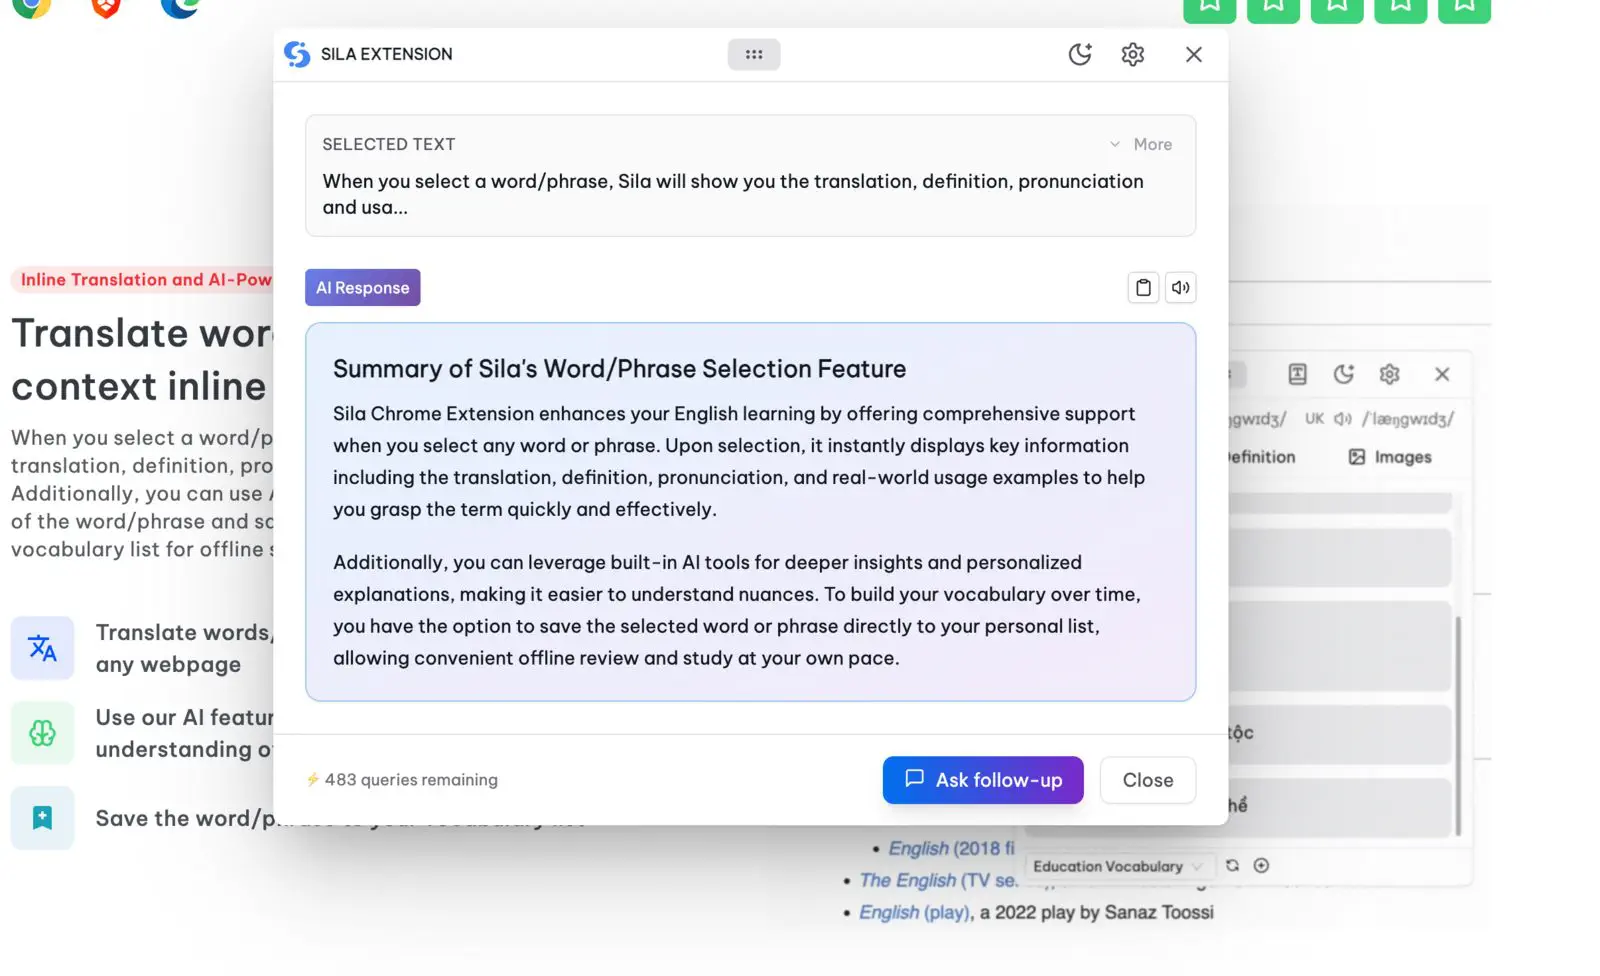 SILA EXTENSION
SELECTED TEXT
More
When you select a word/phrase, Sila will show you the translation, definition, pronunciation
and usa...
AI Response
Summary of Sila's Word/Phrase Selection Feature
Sila Chrome Extension enhances your English learning by offering comprehensive support
when you select any word or phrase. Upon selection, it instantly displays key information
including the translation, definition, pronunciation, and real-world usage examples to help
you grasp the term quickly and effectively.
Additionally, you can leverage built-in AI tools for deeper insights and personalized
explanations, making it easier to understand nuances. To build your vocabulary over time,
you have the option to save the selected word or phrase directly to your personal list,
allowing convenient offline review and study at your own pace.
483 queries remaining
Ask follow-up
Close
Inline Translation and AI-Pow
Translate wor
context inline
When you select a word/p
translation, definition, pro
Additionally, you can use
of the word/phrase and sa
vocabulary list for offline s
Translate words/
any webpage
Use our AI featur
understanding o
Save the word/p
ŋgwɪdʒ/ UK /ˈlæŋgwɪdʒ/
Definition
Images
tộc
hể
Education Vocabulary
English (2018 fi
The English (TV se
English (play), a 2022 play by Sanaz Toossi